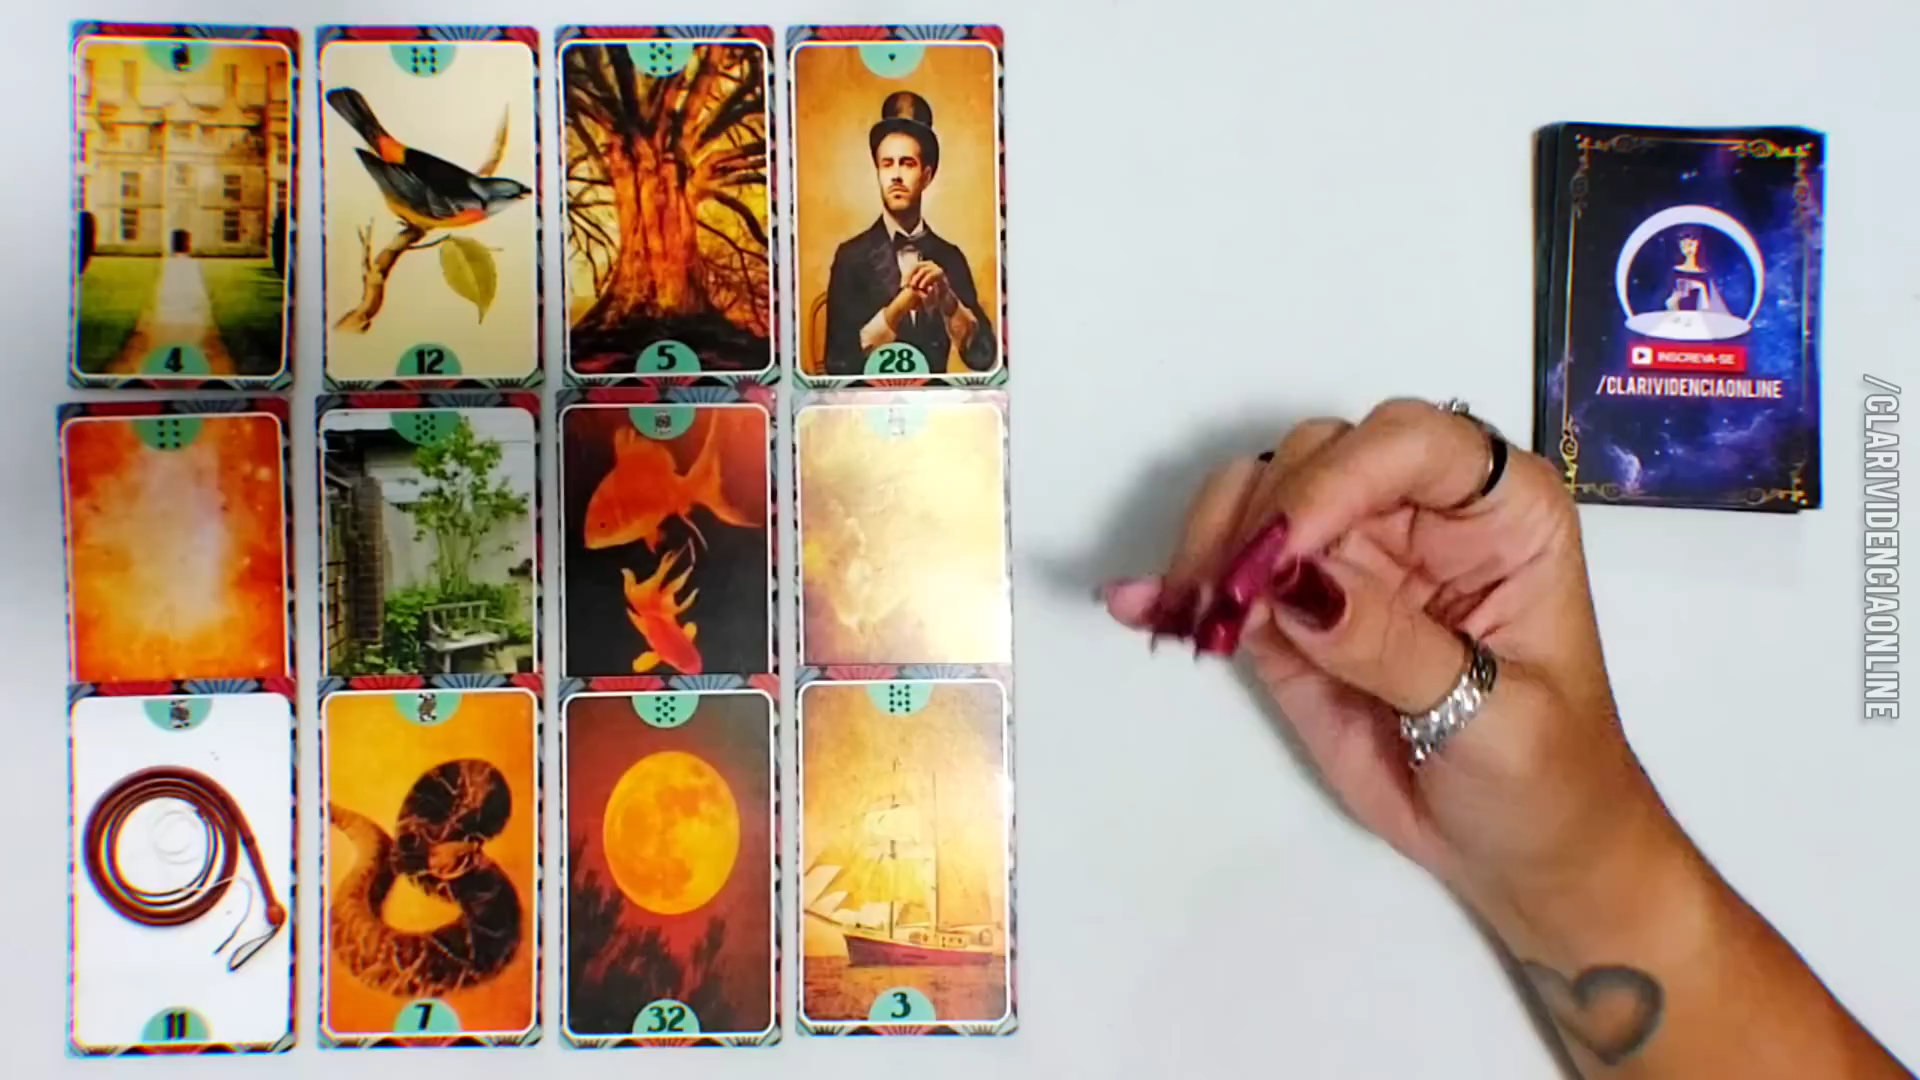 4
12
5
28
11
7
32
3
INSCREVA-SE
/CLARIVIDENCIAONLINE
/CLARIVIDENCIAONLINE